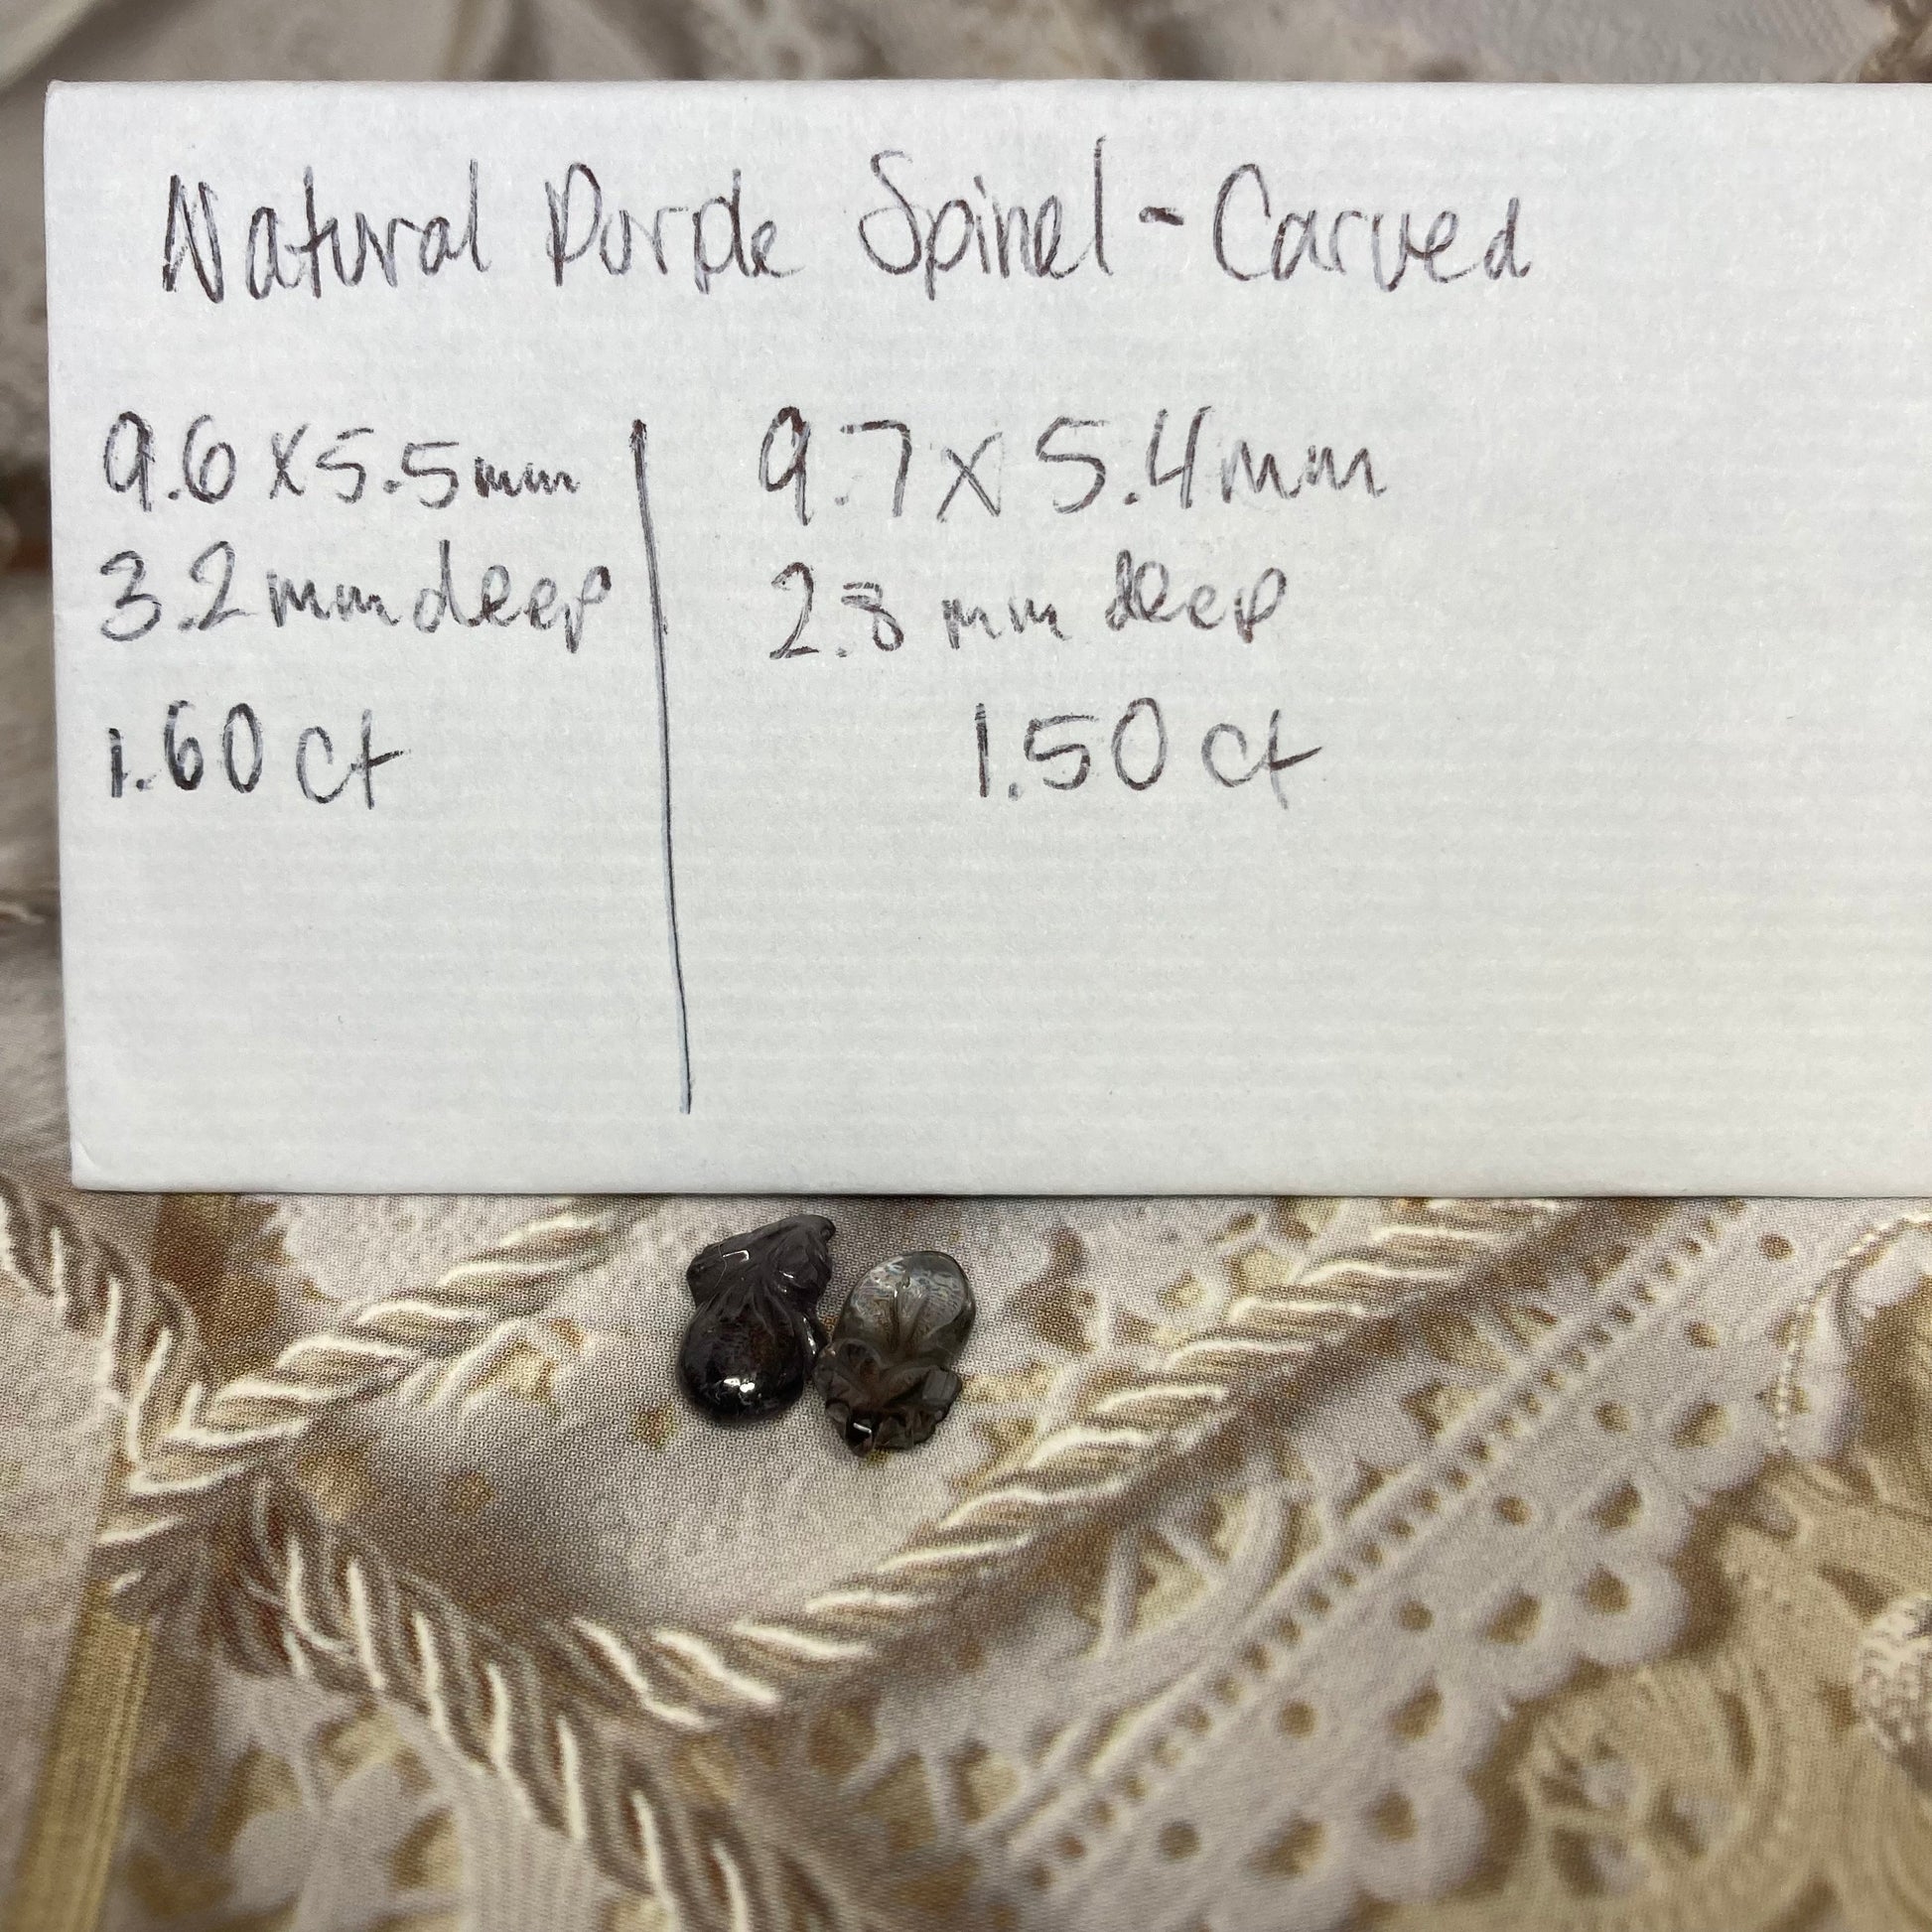 Natural Purple Spinel - Carved
9.6 x 5.5mm
3.2mm deep
1.60 ct
9.7 x 5.4mm
2.8 mm deep
1.50 ct